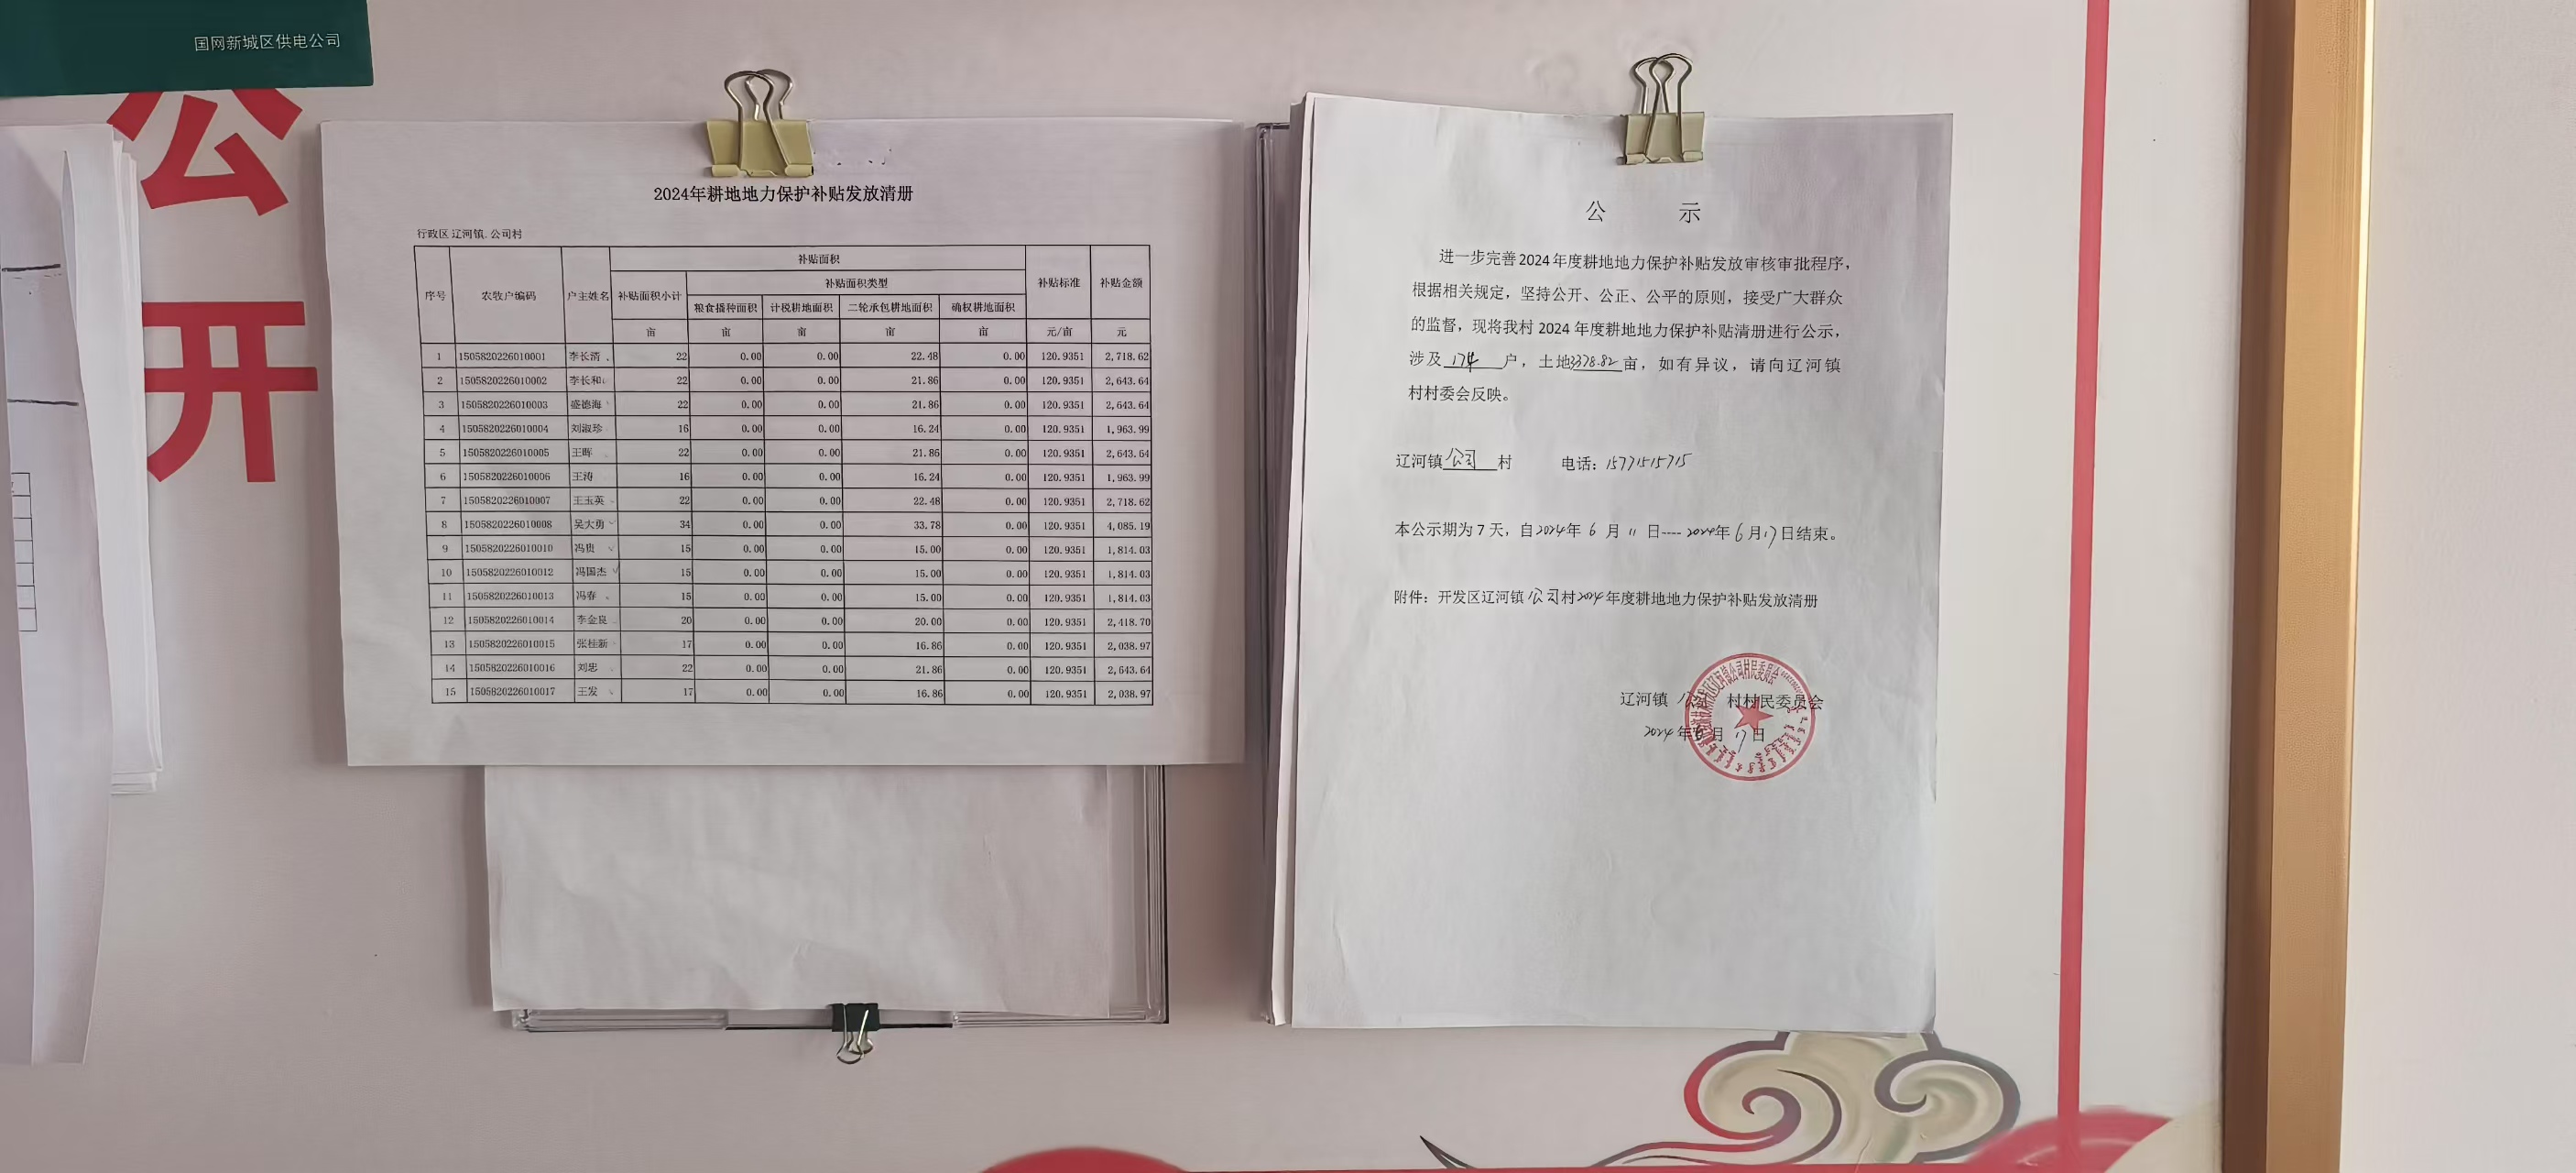 国网新城区供电公司
公
开
2024年耕地地力保护补贴发放清册
行政区 辽河镇.公司村
序号 农牧户编码 户主姓名 补贴面积 补贴标准 补贴金额
补贴面积小计 补贴面积类型
粮食播种面积 计税耕地面积 二轮承包耕地面积 确权耕地面积
亩 亩 亩 亩 亩 元/亩 元
1 1505820226010001 李长清 22 0.00 0.00 22.48 0.00 120.9351 2,718.62
2 1505820226010002 李长和 22 0.00 0.00 21.86 0.00 120.9351 2,643.64
3 1505820226010003 盛德海 22 0.00 0.00 21.86 0.00 120.9351 2,643.64
4 1505820226010004 刘淑珍 16 0.00 0.00 16.24 0.00 120.9351 1,963.99
5 1505820226010005 王晖 22 0.00 0.00 21.86 0.00 120.9351 2,643.64
6 1505820226010006 王涛 16 0.00 0.00 16.24 0.00 120.9351 1,963.99
7 1505820226010007 王玉英 22 0.00 0.00 22.48 0.00 120.9351 2,718.62
8 1505820226010008 吴大勇 34 0.00 0.00 33.78 0.00 120.9351 4,085.19
9 1505820226010010 冯贵 15 0.00 0.00 15.00 0.00 120.9351 1,814.03
10 1505820226010012 冯国杰 15 0.00 0.00 15.00 0.00 120.9351 1,814.03
11 1505820226010013 冯春 15 0.00 0.00 15.00 0.00 120.9351 1,814.03
12 1505820226010014 李金良 20 0.00 0.00 20.00 0.00 120.9351 2,418.70
13 1505820226010015 张桂新 17 0.00 0.00 16.86 0.00 120.9351 2,038.97
14 1505820226010016 刘忠 22 0.00 0.00 21.86 0.00 120.9351 2,643.64
15 1505820226010017 王发 17 0.00 0.00 16.86 0.00 120.9351 2,038.97
公 示
进一步完善2024年度耕地地力保护补贴发放审核审批程序，
根据相关规定，坚持公开、公正、公平的原则，接受广大群众
的监督，现将我村 2024 年度耕地地力保护补贴清册进行公示，
涉及174户，土地3378.82亩，如有异议，请向辽河镇
村村委会反映。
辽河镇公司村 电话：15771515715
本公示期为 7 天，自2024年 6 月 11 日----2024年6月17日结束。
附件：开发区辽河镇公司村2024年度耕地地力保护补贴发放清册
辽河镇 公司 村村民委员会
2024年6月17日